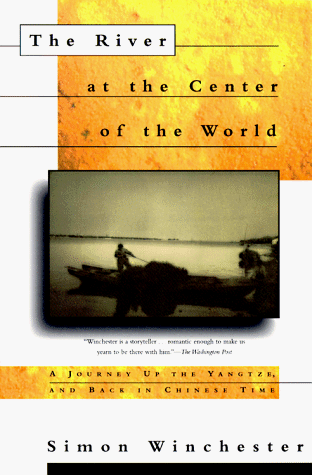 The River
at the Center
of the World
"Winchester is a storyteller . . . romantic enough to make us
yearn to be there with him."—The Washington Post
A Journey Up the Yangtze,
and Back in Chinese Time
Simon Winchester